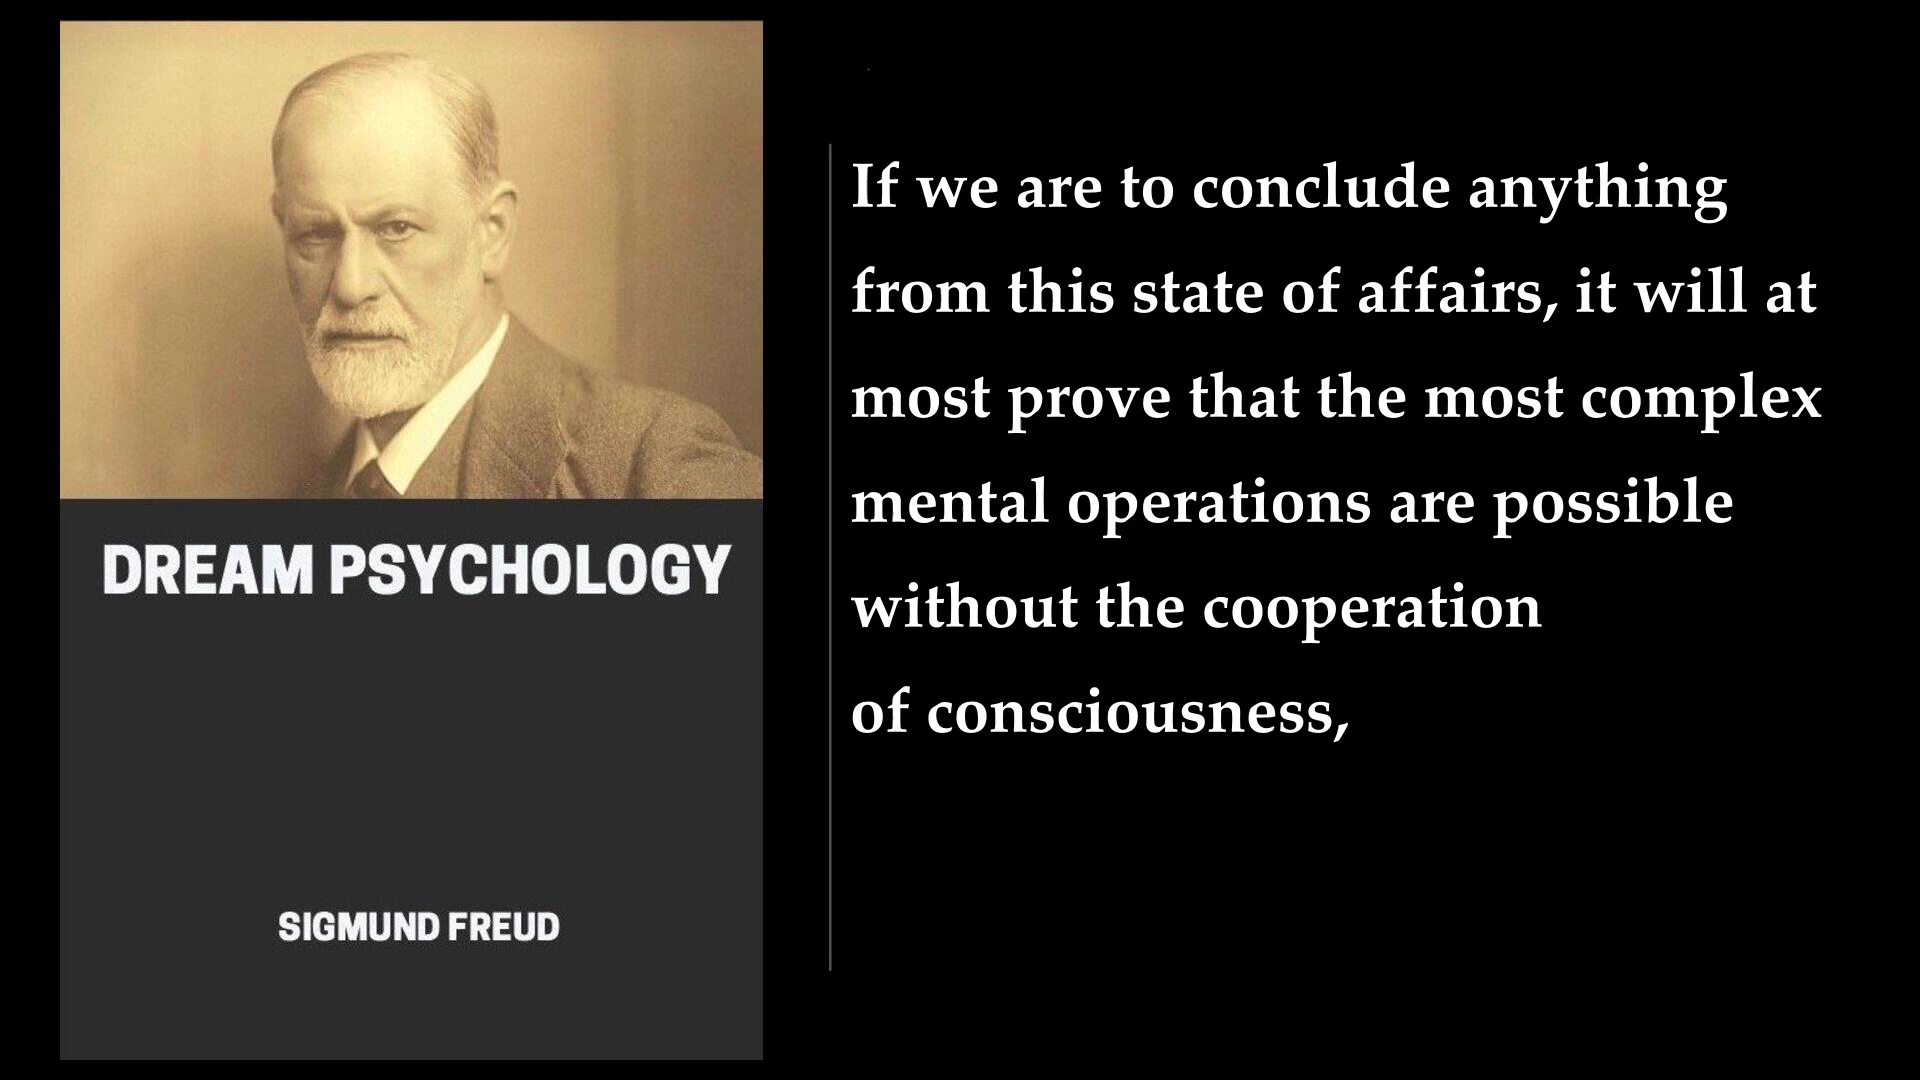 DREAM PSYCHOLOGY
SIGMUND FREUD
If we are to conclude anything
from this state of affairs, it will at
most prove that the most complex
mental operations are possible
without the cooperation
of consciousness,